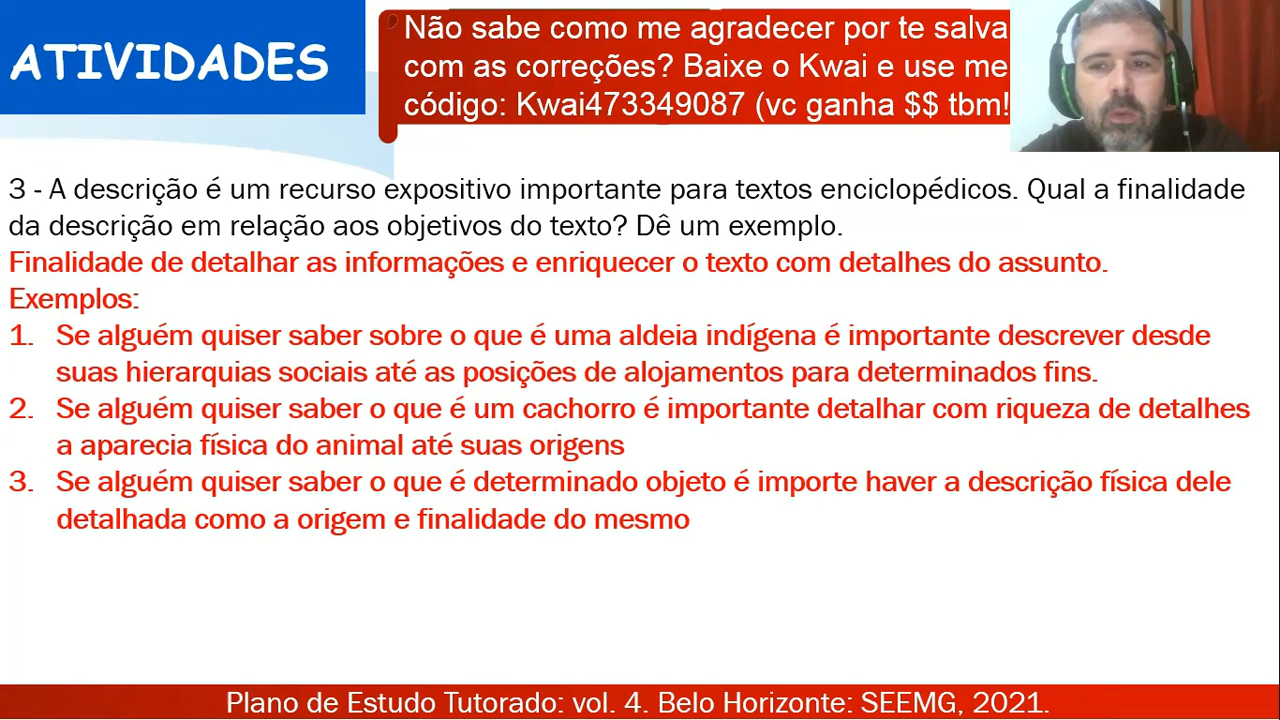 ATIVIDADES
Não sabe como me agradecer por te salva
com as correções? Baixe o Kwai e use me
código: Kwai473349087 (vc ganha $$ tbm!
3 - A descrição é um recurso expositivo importante para textos enciclopédicos. Qual a finalidade
da descrição em relação aos objetivos do texto? Dê um exemplo.
Finalidade de detalhar as informações e enriquecer o texto com detalhes do assunto.
Exemplos:
1. Se alguém quiser saber sobre o que é uma aldeia indígena é importante descrever desde
suas hierarquias sociais até as posições de alojamentos para determinados fins.
2. Se alguém quiser saber o que é um cachorro é importante detalhar com riqueza de detalhes
a aparecia física do animal até suas origens
3. Se alguém quiser saber o que é determinado objeto é importe haver a descrição física dele
detalhada como a origem e finalidade do mesmo
Plano de Estudo Tutorado: vol. 4. Belo Horizonte: SEEMG, 2021.